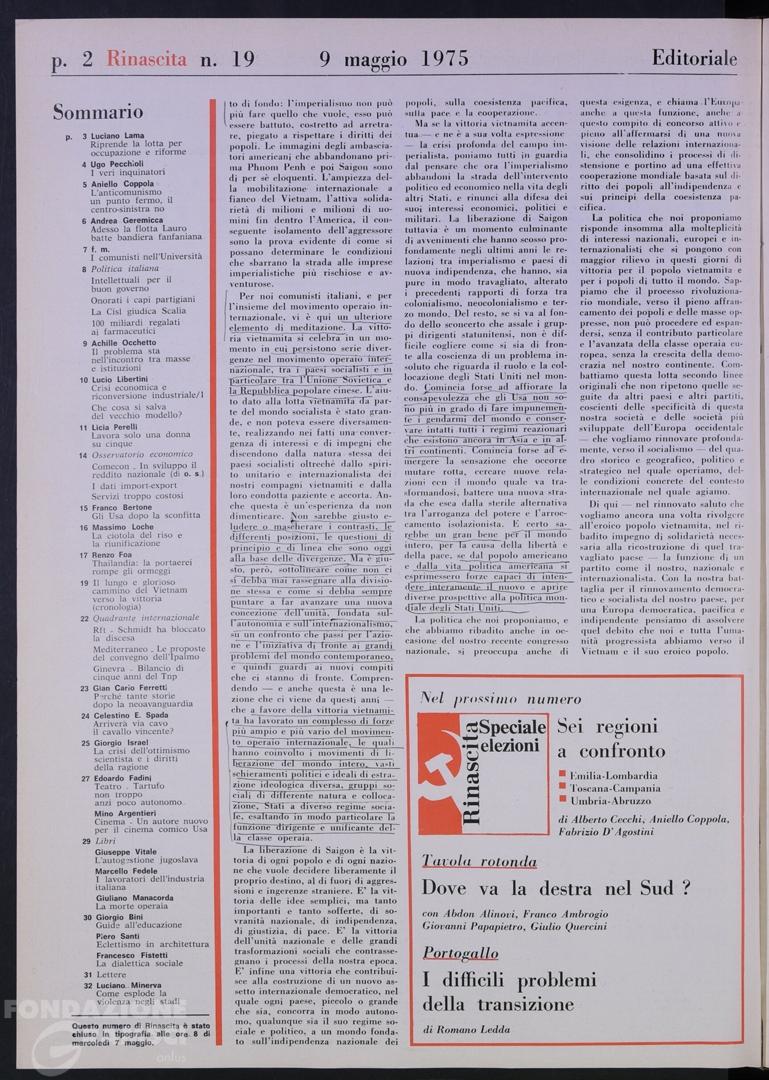 p. 2 Rinascita n. 19 9 maggio 1975 Editoriale
Sommario
p. 3 Luciano Lama
Riprende la lotta per
occupazione e riforme
4 Ugo Pecchioli
I veri inquinatori
5 Aniello Coppola
L'anticomunismo
un punto fermo, il
centro-sinistra no
6 Andrea Geremicca
Adesso la flotta Lauro
batte bandiera fanfaniana
7 f. m.
I comunisti nell'Università
8 Politica italiana
Intellettuali per il
buon governo
Onorati i capi partigiani
La Cisl giudica Scalia
100 miliardi regalati
ai farmaceutici
9 Achille Occhetto
Il problema sta
nell'incontro tra masse
e istituzioni
10 Lucio Libertini
Crisi economica e
riconversione industriale/1
Che cosa si salva
del vecchio modello?
11 Licia Perelli
Lavora solo una donna
su cinque
14 Osservatorio economico
Comecon . In sviluppo il
reddito nazionale (di o. s.)
I dati import-export
Servizi troppo costosi
15 Franco Bertone
Gli Usa dopo la sconfitta
16 Massimo Loche
La ciotola del riso e
la riunificazione
17 Renzo Foa
Thailandia: la portaerei
rompe gli ormeggi
19 Il lungo e glorioso
cammino del Vietnam
verso la vittoria
(cronologia)
22 Quadrante internazionale
Rft - Schmidt ha bloccato
la discesa
Mediterraneo . Le proposte
del convegno dell'Ipalmo
Ginevra - Bilancio di
cinque anni del Tnp
23 Gian Carlo Ferretti
Perché tante storie
dopo la neoavanguardia
24 Celestino E. Spada
Arriverà via cavo
il cavallo vincente?
25 Giorgio Israel
La crisi dell'ottimismo
scientista e i diritti
della ragione
27 Edoardo Fadini
Teatro . Tartufo
non troppo
anzi poco autonomo
Mino Argentieri
Cinema - Un autore nuovo
per il cinema comico Usa
29 Libri
Giuseppe Vitale
L'autogestione jugoslava
Marcello Fedele
I lavoratori dell'industria
italiana
Giuliano Manacorda
La morte operaia
30 Giorgio Bini
Guide all'educazione
Piero Santi
Eclettismo in architettura
Francesco Fistetti
La dialettica sociale
31 Lettere
32 Luciano Minerva
Come esplode la
violenza negli stadi
Questo numero di Rinascita è stato
chiuso in tipografia alle ore 8 di
mercoledì 7 maggio.
to di fondo: l'imperialismo non può
più fare quello che vuole, esso può
essere battuto, costretto ad arretra-
re, piegato a rispettare i diritti dei
popoli. Le immagini degli ambascia-
tori americani che abbandonano pri-
ma Phnom Penh e poi Saigon sono
di per sè eloquenti. L'ampiezza del-
la mobilitazione internazionale a
fianco del Vietnam, l'attiva solida-
rietà di milioni e milioni di uo-
mini fin dentro l'America, il con-
seguente isolamento dell'aggressore
sono la prova evidente di come si
possano determinare le condizioni
che sbarrano la strada alle imprese
imperialistiche più rischiose e av-
venturose.
Per noi comunisti italiani, e per
l'insieme del movimento operaio in-
ternazionale, vi è qui un ulteriore
elemento di meditazione. La vitto-
ria vietnamita si celebra in un mo-
mento in cui persistono serie diver-
genze nel movimento operaio inter-
nazionale, tra i paesi socialisti e in
particolare tra l'Unione Sovietica e
la Repubblica popolare cinese. L'aiu-
to dato alla lotta vietnamita da par-
te del mondo socialista è stato gran-
de, e non poteva essere diversamen-
te, realizzando nei fatti una conver-
genza di interessi e di impegni che
discendono dalla natura stessa dei
paesi socialisti oltreché dallo spiri-
to unitario e internazionalista dei
nostri compagni vietnamiti e dalla
loro condotta paziente e accorta. An-
che questa è un'esperienza da non
dimenticare. Non sarebbe giusto e-
ludere o mascherare i contrasti, le
differenti posizioni, le questioni di
principio e di linea che sono oggi
alla base delle divergenze. Ma è giu-
sto, però, sottolineare come non ci
si debba mai rassegnare alla divisio-
ne stessa e come si debba sempre
puntare a far avanzare una nuova
concezione dell'unità, fondata sul-
l'autonomia e sull'internazionalismo,
su un confronto che passi per l'azio-
ne e l'iniziativa di fronte ai grandi
problemi del mondo contemporaneo,
e quindi guardi ai nuovi compiti
che ci stanno di fronte. Compren-
dendo — e anche questa è una le-
zione che ci viene da questi anni —
che a favore della vittoria vietnami-
ta ha lavorato un complesso di forze
più ampio e più vario del movimen-
to operaio internazionale, le quali
hanno coinvolto i movimenti di li-
berazione del mondo intero, vasti
schieramenti politici e ideali di estra-
zione ideologica diversa, gruppi so-
ciali di differente natura e colloca-
zione, Stati a diverso regime socia-
le, esaltando in modo particolare la
funzione dirigente e unificante del-
la classe operaia.
La liberazione di Saigon è la vit-
toria di ogni popolo e di ogni nazio-
ne che vuole decidere liberamente il
proprio destino, al di fuori di aggres-
sioni e ingerenze straniere. E' la vit-
toria delle idee semplici, ma tanto
importanti e tanto sofferte, di so-
vranità nazionale, di indipendenza,
di giustizia, di pace. E' la vittoria
dell'unità nazionale e delle grandi
trasformazioni sociali che contrasse-
gnano i processi della nostra epoca.
E' infine una vittoria che contribui-
sce alla costruzione di un nuovo as-
setto internazionale democratico, nel
quale ogni paese, piccolo o grande
che sia, concorra in modo autono-
mo, qualunque sia il suo regime so-
ciale e politico, a un mondo fonda-
to sull'indipendenza nazionale dei
popoli, sulla coesistenza pacifica,
sulla pace e la cooperazione.
Ma se la vittoria vietnamita accen-
tua — e ne è a sua volta espressione
— la crisi profonda del campo im-
perialista, poniamo tutti in guardia
dal pensare che ora l'imperialismo
abbandoni la strada dell'intervento
politico ed economico nella vita degli
altri Stati, e rinunci alla difesa dei
suoi interessi economici, politici e
militari. La liberazione di Saigon
tuttavia è un momento culminante
di avvenimenti che hanno scosso pro-
fondamente negli ultimi anni le re-
lazioni tra imperialismo e paesi di
nuova indipendenza, che hanno, sia
pure in modo travagliato, alterato
i precedenti rapporti di forza tra
colonialismo, neocolonialismo e ter-
zo mondo. Del resto, se si va al fon-
do dello sconcerto che assale i grup-
pi dirigenti statunitensi, non è dif-
ficile cogliere come si sia di fron-
te alla coscienza di un problema in-
soluto che riguarda il ruolo e la col-
locazione degli Stati Uniti nel mon-
do. Comincia forse ad affiorare la
consapevolezza che gli Usa non so-
no più in grado di fare impunemen-
te i gendarmi del mondo e conser-
vare intatti tutti i regimi reazionari
che esistono ancora in Asia e in al-
tri continenti. Comincia forse ad e-
mergere la sensazione che occorre
mutare rotta, cercare nuove rela-
zioni con il mondo quale va tra-
sformandosi, battere una nuova stra-
da che esca dalla sterile alternativa
tra l'arroganza del potere e l'arroc-
camento isolazionista. E certo sa-
rebbe un gran bene per il mondo
intero, per la causa della libertà e
della pace, se dal popolo americano
e dalla vita politica americana si
esprimessero forze capaci di inten-
dere interamente il nuovo e aprire
diverse prospettive alla politica mon-
diale degli Stati Uniti.
La politica che noi proponiamo, e
che abbiamo ribadito anche in oc-
casione del nostro recente congresso
nazionale, si preoccupa anche di
questa esigenza, e chiama l'Europa
anche a questa funzione, anche a
questo compito di concorso attivo e
pieno all'affermarsi di una nuova
visione delle relazioni internaziona-
li, che consolidino i processi di di-
stensione e portino ad una effettiva
cooperazione mondiale basata sul di-
ritto dei popoli all'indipendenza e
sui principi della coesistenza pa-
cifica.
La politica che noi proponiamo
risponde insomma alla molteplicità
di interessi nazionali, europei e in-
ternazionalisti che si pongono con
maggior rilievo in questi giorni di
vittoria per il popolo vietnamita e
per i popoli di tutto il mondo. Sap-
piamo che il processo rivoluziona-
rio mondiale, verso il pieno affran-
camento dei popoli e delle masse op-
presse, non può procedere ed espan-
dersi, senza il contributo particolare
e l'avanzata della classe operaia eu-
ropea, senza la crescita della demo-
crazia nel nostro continente. Com-
battiamo questa lotta secondo linee
originali che non ripetono quelle se-
guite da altri paesi e altri partiti,
coscienti delle specificità di questa
nostra società e delle società più
sviluppate dell'Europa occidentale
— che vogliamo rinnovare profonda-
mente, verso il socialismo — del qua-
dro storico e geografico, politico e
strategico nel quale operiamo, del-
le condizioni concrete del contesto
internazionale nel quale agiamo.
Di qui — nel rinnovato saluto che
vogliamo ancora una volta rivolgere
all'eroico popolo vietnamita, nel ri-
badito impegno di solidarietà neces-
saria alla ricostruzione di quel tra-
vagliato paese — la funzione di un
partito come il nostro, nazionale e
internazionalista. Con la nostra bat-
taglia per il rinnovamento democra-
tico e socialista del nostro paese, per
una Europa democratica, pacifica e
indipendente pensiamo di assolvere
quel debito che noi e tutta l'uma-
nità progressista abbiamo verso il
Vietnam e il suo eroico popolo.
Nel prossimo numero
Rinascita
Speciale
elezioni
Sei regioni
a confronto
Emilia-Lombardia
Toscana-Campania
Umbria-Abruzzo
di Alberto Cecchi, Aniello Coppola,
Fabrizio D'Agostini
Tavola rotonda
Dove va la destra nel Sud ?
con Abdon Alinovi, Franco Ambrogio
Giovanni Papapietro, Giulio Quercini
Portogallo
I difficili problemi
della transizione
di Romano Ledda
FONDAZIONE
onlus